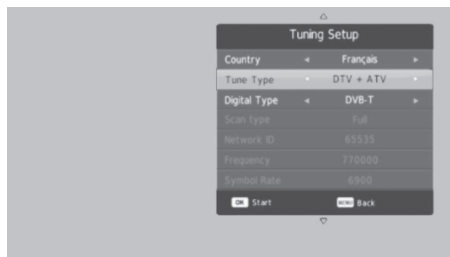 Tuning Setup
Country Français
Tune Type DTV + ATV
Digital Type DVB-T
Scan type Full
Network ID 65535
Frequency 770000
Symbol Rate 6900
OK Start MENU Back